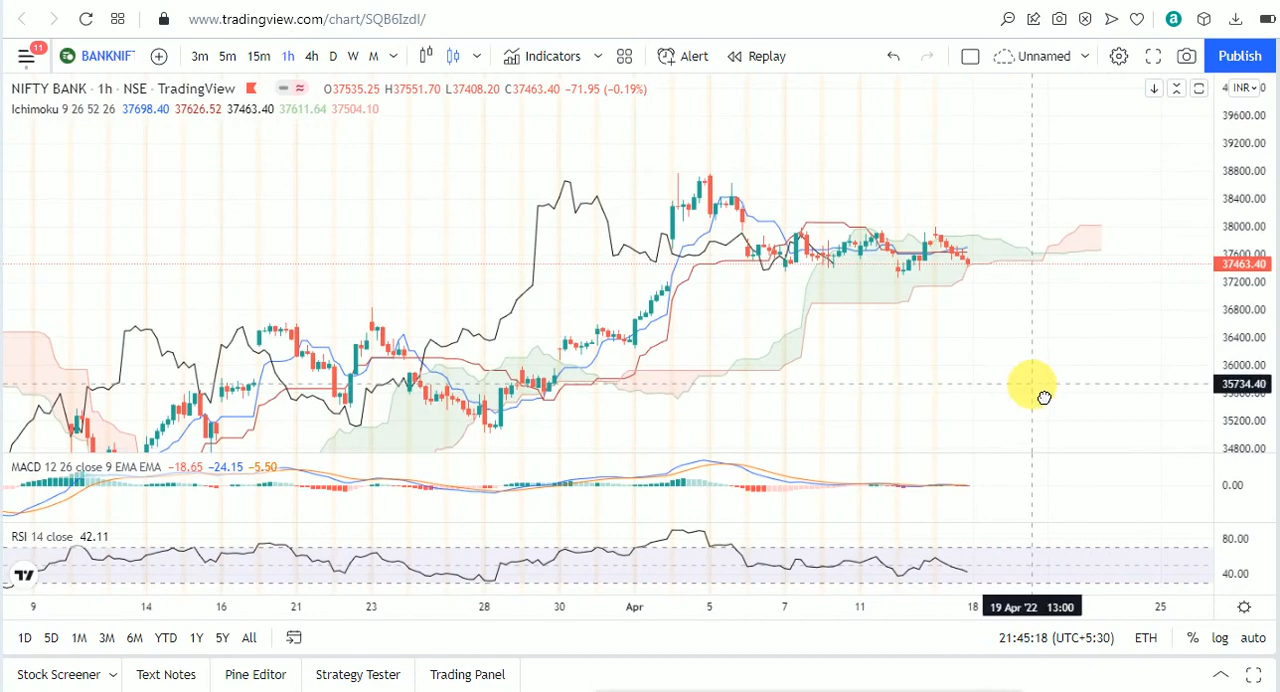 www.tradingview.com/chart/SQB6Izdl/
11
BANKNIF
3m 5m 15m 1h 4h D W M
Indicators
Alert
Replay
Unnamed
Publish
NIFTY BANK · 1h · NSE · TradingView
O37535.25 H37551.70 L37408.20 C37463.40 −71.95 (−0.19%)
INR
Ichimoku 9 26 52 26 37698.40 37626.52 37463.40 37611.64 37504.10
39600.00
39200.00
38800.00
38400.00
38000.00
37463.40
37200.00
36800.00
36400.00
36000.00
35734.40
35200.00
34800.00
MACD 12 26 close 9 EMA EMA −18.65 −24.15 −5.50
0.00
RSI 14 close 42.11
80.00
40.00
9 14 16 21 23 28 30 Apr 5 7 11 18 19 Apr '22 13:00 25
1D 5D 1M 3M 6M YTD 1Y 5Y All
21:45:18 (UTC+5:30) ETH % log auto
Stock Screener Text Notes Pine Editor Strategy Tester Trading Panel